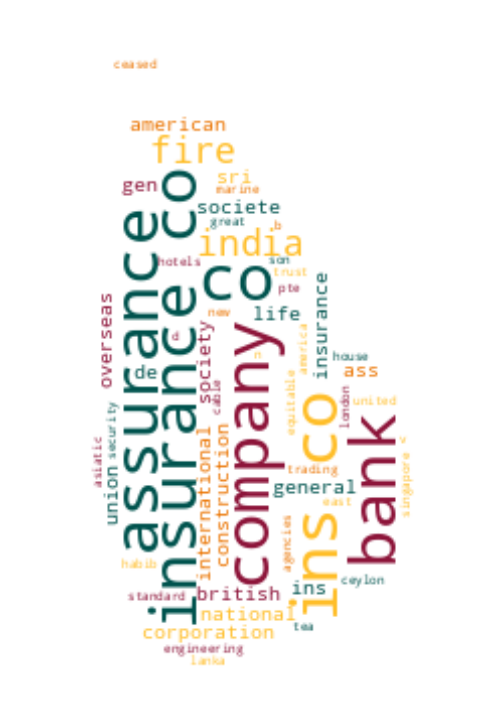 ceased
american
fire
gen
insurance co
sri
marine
assurance
societe
great
b
india
hotels
son
co
trust
pte
insurance
overseas
new
life
society
company
america
d
n
house
de
ass
equitable
cable
london
united
ins co
union
security
asiatic
bank
international
construction
trading
singapore
v
general
east
agencies
habib
ceylon
standard
british
ins
national
tea
corporation
engineering
lanka